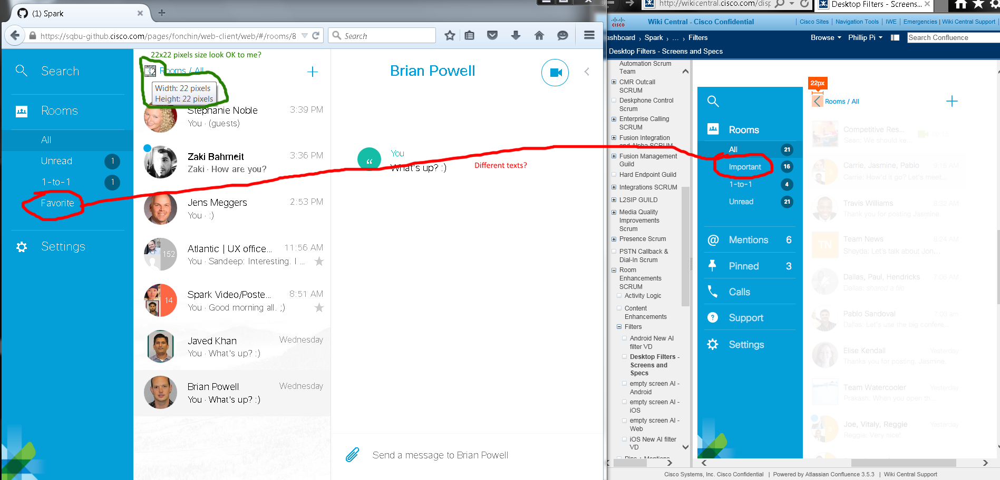 (1) Spark
https://sqbu-github.cisco.com/pages/fonchin/web-client/web/#/rooms/8
Search
22x22 pixels size look OK to me?
Search
Rooms
All
Unread 1
1-to-1 1
Favorite
Settings
Rooms / All
Width: 22 pixels
Height: 22 pixels
Stephanie Noble 3:39 PM
You · (guests)
Zaki Bahmeit 3:36 PM
Zaki · How are you?
Jens Meggers 2:53 PM
You · :)
152
Atlantic | UX office... 11:56 AM
You · Sandeep: Interesting. I ...
14
Spark Video/Poste... 8:51 AM
You · Good morning all. ;)
Javed Khan Wednesday
You · What's up? :)
Brian Powell Wednesday
You · What's up? :)
Brian Powell
You
What's up? :)
Different texts?
Send a message to Brian Powell
http://wikicentral.cisco.com/disp
Desktop Filters - Screens...
cisco
Wiki Central - Cisco Confidential
Cisco Sites | Navigation Tools | IWE | Emergencies | Wiki Central Support |
ashboard › Spark › ... › Filters
Browse Phillip Pi Search Confluence
Desktop Filters - Screens and Specs
Automation Scrum
Team
CMR Outcall
SCRUM
Deskphone Control
Scrum
Enterprise Calling
SCRUM
Fusion Integration
and Alpha SCRUM
Fusion Management
Guild
Hard Endpoint Guild
Integrations SCRUM
L2SIP GUILD
Media Quality
Improvements
Scrum
Presence Scrum
PSTN Callback &
Dial-In Scrum
Room
Enhancements
SCRUM
Activity Logic
Content
Enhancements
Filters
Android New AI
filter VD
Desktop Filters -
Screens and
Specs
empty screen AI -
Android
empty screen AI -
iOS
empty screen AI -
Web
iOS New AI filter
VD
Pins + Mentions
22px
Rooms / All
Rooms
All 21
Important 16
1-to-1 4
Unread 21
@ Mentions 6
Pinned 3
Calls
Support
Settings
Competitive Res...
Sean: We should ke...
Carrie, Jasmine, Pablo 9:15 AM
Carrie: How'd it go? Let's meet...
Travis Williams 8:32 AM
Thank you for posting Jasmine.
TN
Team News 8:24 AM
Sheyda: Let's talk about Jon,...
Dallas, Paul, Hendricks 7:06 AM
Dallas: shared a file
Pablo Sandoval 7:03 am
Dallas: Let's use the big confere...
Elise Kendall Yesterday
Thanks you for posting, Jasmine.
Team Watercooler Yesterday
Prakash: When you open th...
Joe, Vitaly, Reggie Yesterday
Reggie: Very nice!
Cisco Systems, Inc. Cisco Confidential | Powered by Atlassian Confluence 3.5.3 | Wiki Central Support